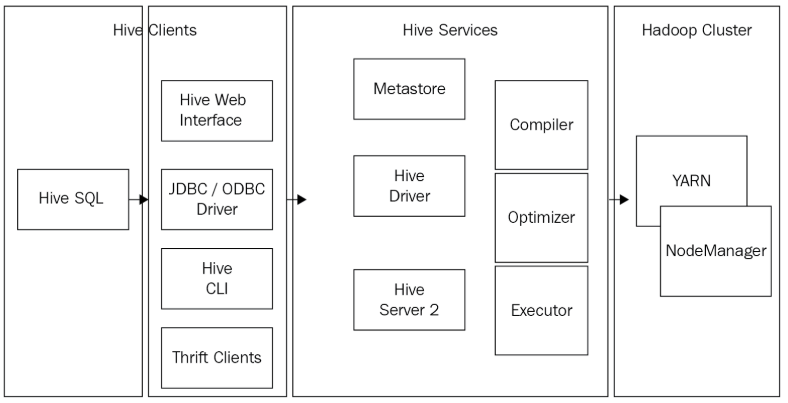 Hive Clients
Hive Services
Hadoop Cluster
Hive SQL
Hive Web
Interface
JDBC / ODBC
Driver
Hive
CLI
Thrift Clients
Metastore
Hive
Driver
Hive
Server 2
Compiler
Optimizer
Executor
YARN
NodeManager